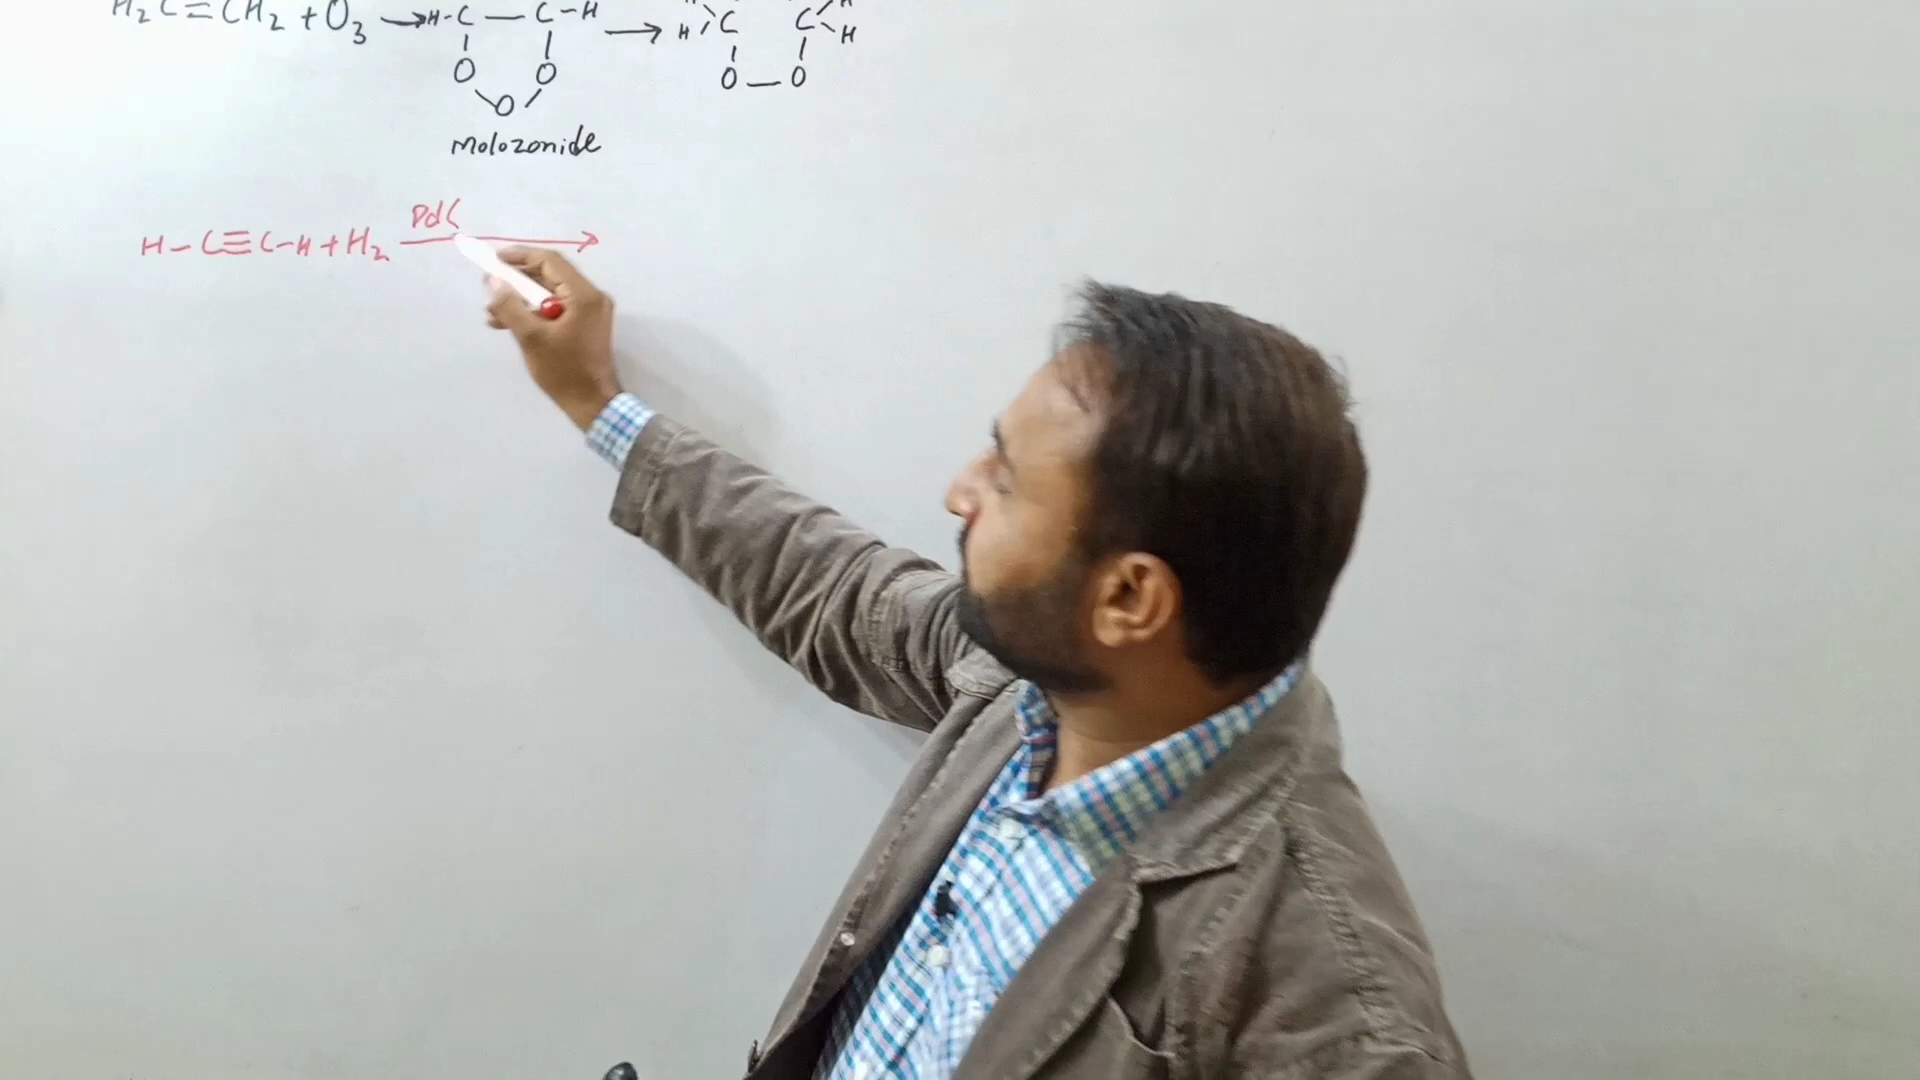 H₂C=CH₂ + O₃ → H-C — C-H → H C C H
O O O — O
O H
Molozonide
PdC
H-C≡C-H + H₂ →